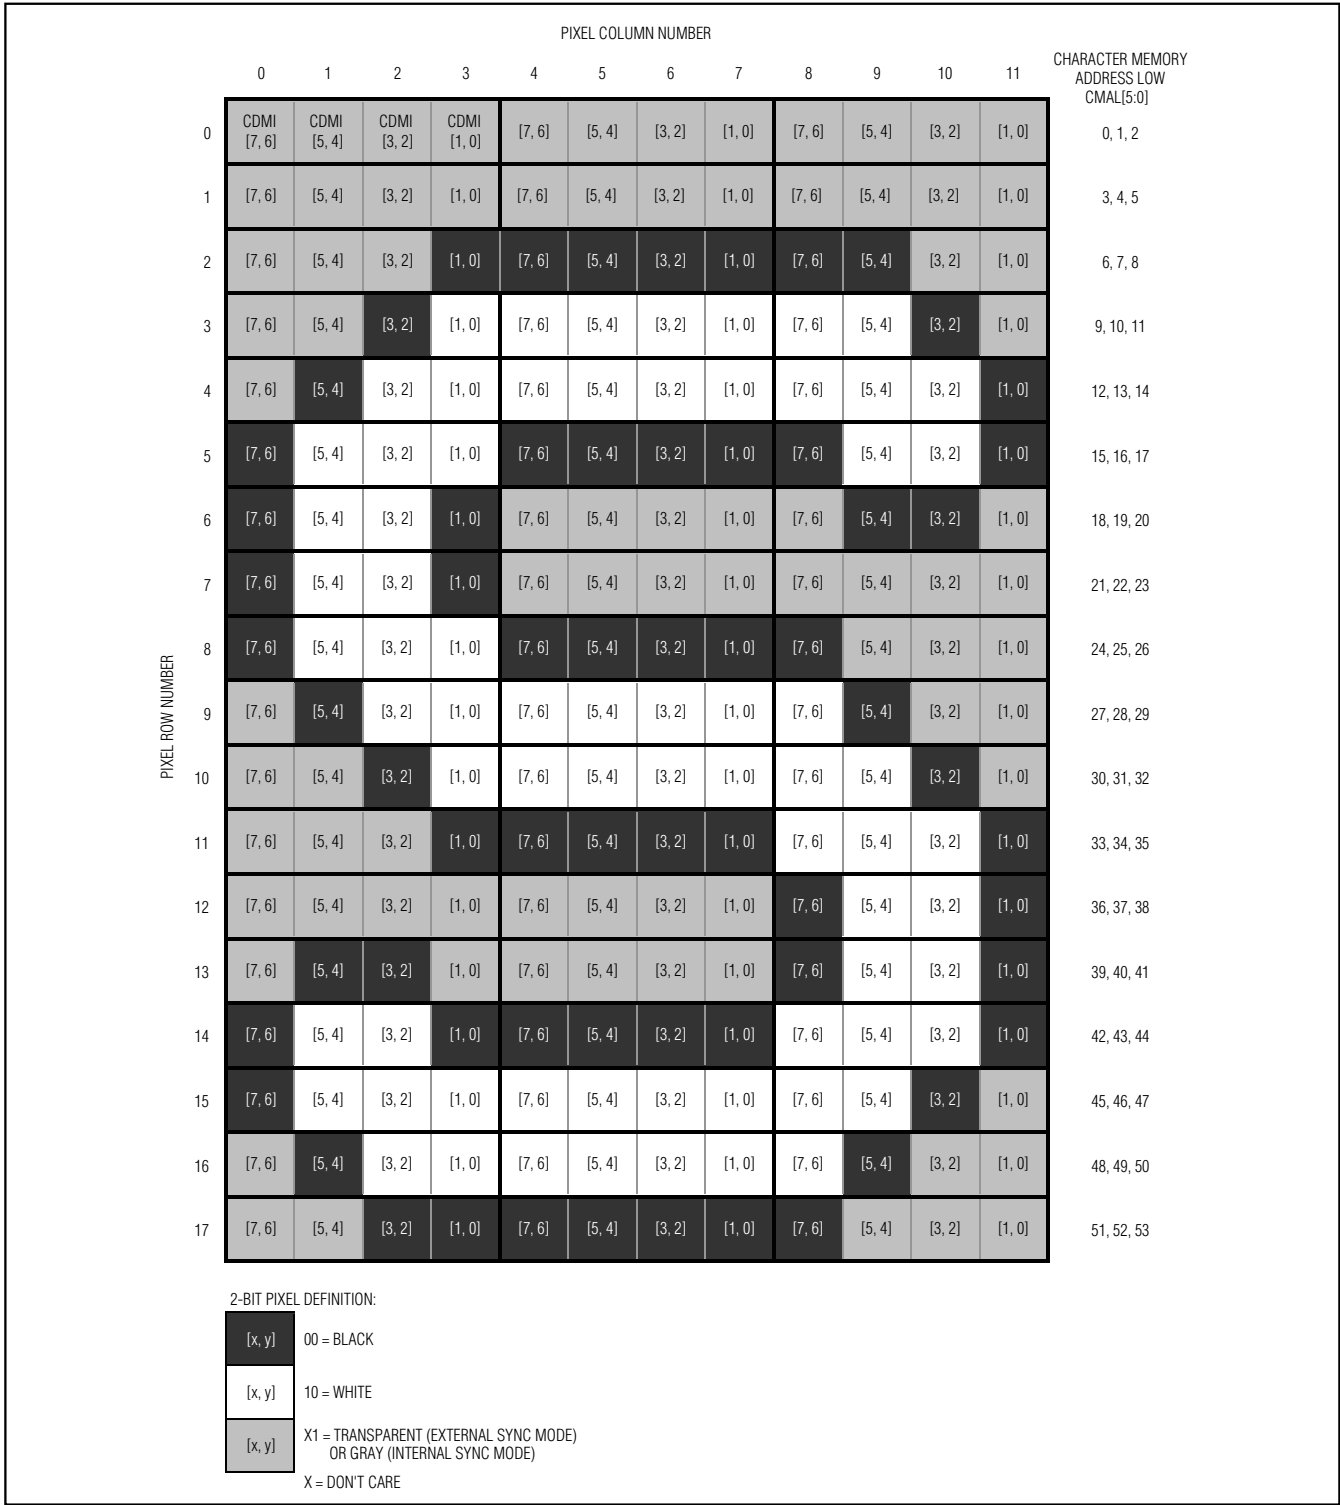 PIXEL COLUMN NUMBER
0 1 2 3 4 5 6 7 8 9 10 11
CHARACTER MEMORY
ADDRESS LOW
CMAL[5:0]
CDMI CDMI CDMI CDMI
0 [7, 6] [5, 4] [3, 2] [1, 0] [7, 6] [5, 4] [3, 2] [1, 0] [7, 6] [5, 4] [3, 2] [1, 0] 0, 1, 2
1 [7, 6] [5, 4] [3, 2] [1, 0] [7, 6] [5, 4] [3, 2] [1, 0] [7, 6] [5, 4] [3, 2] [1, 0] 3, 4, 5
2 [7, 6] [5, 4] [3, 2] [1, 0] [7, 6] [5, 4] [3, 2] [1, 0] [7, 6] [5, 4] [3, 2] [1, 0] 6, 7, 8
3 [7, 6] [5, 4] [3, 2] [1, 0] [7, 6] [5, 4] [3, 2] [1, 0] [7, 6] [5, 4] [3, 2] [1, 0] 9, 10, 11
4 [7, 6] [5, 4] [3, 2] [1, 0] [7, 6] [5, 4] [3, 2] [1, 0] [7, 6] [5, 4] [3, 2] [1, 0] 12, 13, 14
5 [7, 6] [5, 4] [3, 2] [1, 0] [7, 6] [5, 4] [3, 2] [1, 0] [7, 6] [5, 4] [3, 2] [1, 0] 15, 16, 17
6 [7, 6] [5, 4] [3, 2] [1, 0] [7, 6] [5, 4] [3, 2] [1, 0] [7, 6] [5, 4] [3, 2] [1, 0] 18, 19, 20
7 [7, 6] [5, 4] [3, 2] [1, 0] [7, 6] [5, 4] [3, 2] [1, 0] [7, 6] [5, 4] [3, 2] [1, 0] 21, 22, 23
8 [7, 6] [5, 4] [3, 2] [1, 0] [7, 6] [5, 4] [3, 2] [1, 0] [7, 6] [5, 4] [3, 2] [1, 0] 24, 25, 26
PIXEL ROW NUMBER
9 [7, 6] [5, 4] [3, 2] [1, 0] [7, 6] [5, 4] [3, 2] [1, 0] [7, 6] [5, 4] [3, 2] [1, 0] 27, 28, 29
10 [7, 6] [5, 4] [3, 2] [1, 0] [7, 6] [5, 4] [3, 2] [1, 0] [7, 6] [5, 4] [3, 2] [1, 0] 30, 31, 32
11 [7, 6] [5, 4] [3, 2] [1, 0] [7, 6] [5, 4] [3, 2] [1, 0] [7, 6] [5, 4] [3, 2] [1, 0] 33, 34, 35
12 [7, 6] [5, 4] [3, 2] [1, 0] [7, 6] [5, 4] [3, 2] [1, 0] [7, 6] [5, 4] [3, 2] [1, 0] 36, 37, 38
13 [7, 6] [5, 4] [3, 2] [1, 0] [7, 6] [5, 4] [3, 2] [1, 0] [7, 6] [5, 4] [3, 2] [1, 0] 39, 40, 41
14 [7, 6] [5, 4] [3, 2] [1, 0] [7, 6] [5, 4] [3, 2] [1, 0] [7, 6] [5, 4] [3, 2] [1, 0] 42, 43, 44
15 [7, 6] [5, 4] [3, 2] [1, 0] [7, 6] [5, 4] [3, 2] [1, 0] [7, 6] [5, 4] [3, 2] [1, 0] 45, 46, 47
16 [7, 6] [5, 4] [3, 2] [1, 0] [7, 6] [5, 4] [3, 2] [1, 0] [7, 6] [5, 4] [3, 2] [1, 0] 48, 49, 50
17 [7, 6] [5, 4] [3, 2] [1, 0] [7, 6] [5, 4] [3, 2] [1, 0] [7, 6] [5, 4] [3, 2] [1, 0] 51, 52, 53
2-BIT PIXEL DEFINITION:
[x, y] 00 = BLACK
[x, y] 10 = WHITE
[x, y] X1 = TRANSPARENT (EXTERNAL SYNC MODE)
OR GRAY (INTERNAL SYNC MODE)
X = DON'T CARE